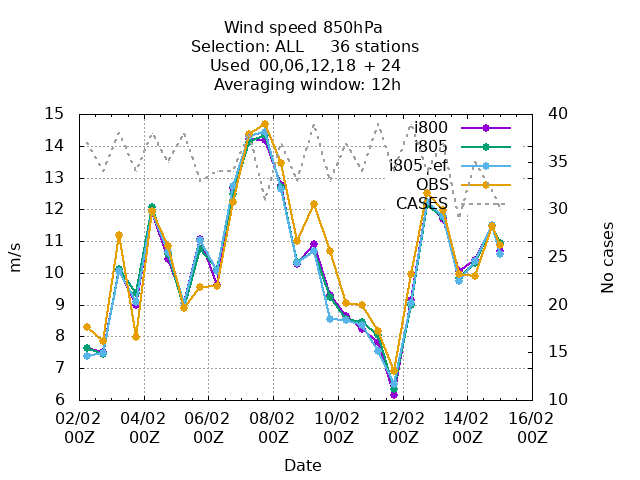 Wind speed 850hPa
Selection: ALL 36 stations
Used 00,06,12,18 + 24
Averaging window: 12h
15
14
13
12
11
10
9
8
7
6
m/s
40
35
30
25
20
15
10
No cases
i800
i805
i805_ef
OBS
CASES
02/02 04/02 06/02 08/02 10/02 12/02 14/02 16/02
00Z 00Z 00Z 00Z 00Z 00Z 00Z 00Z
Date